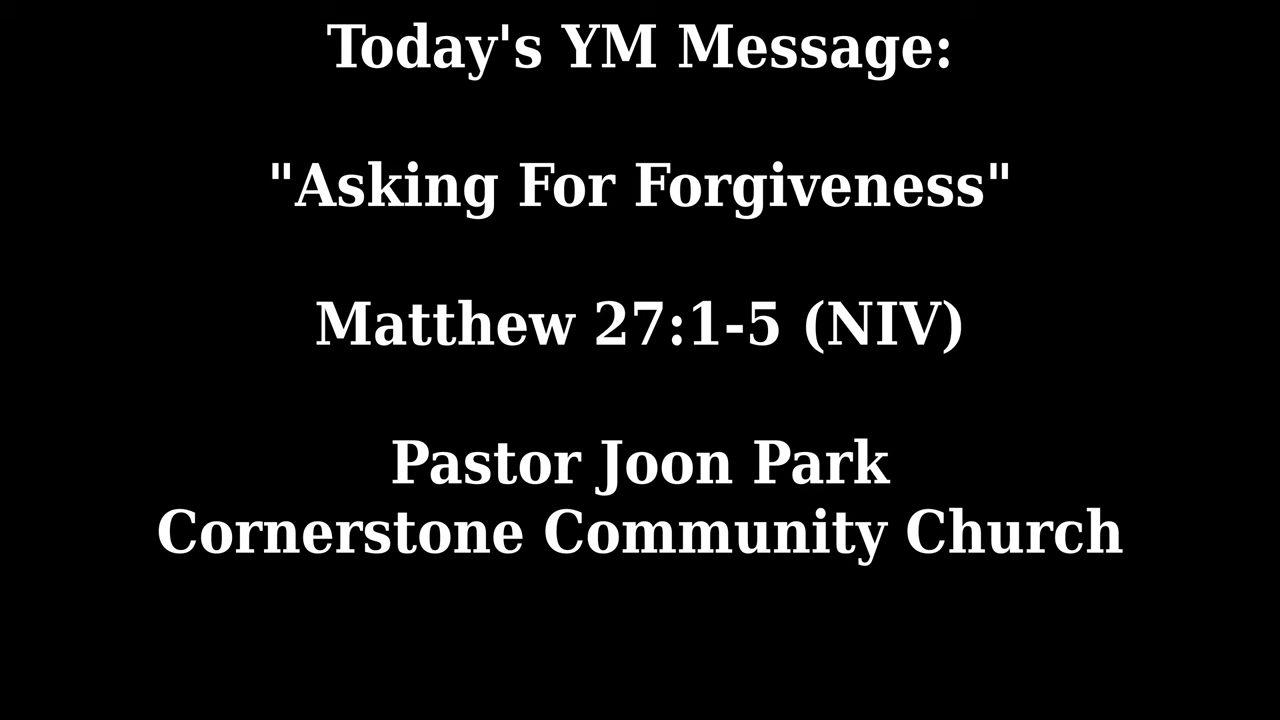 Today's YM Message:
"Asking For Forgiveness"
Matthew 27:1-5 (NIV)
Pastor Joon Park
Cornerstone Community Church